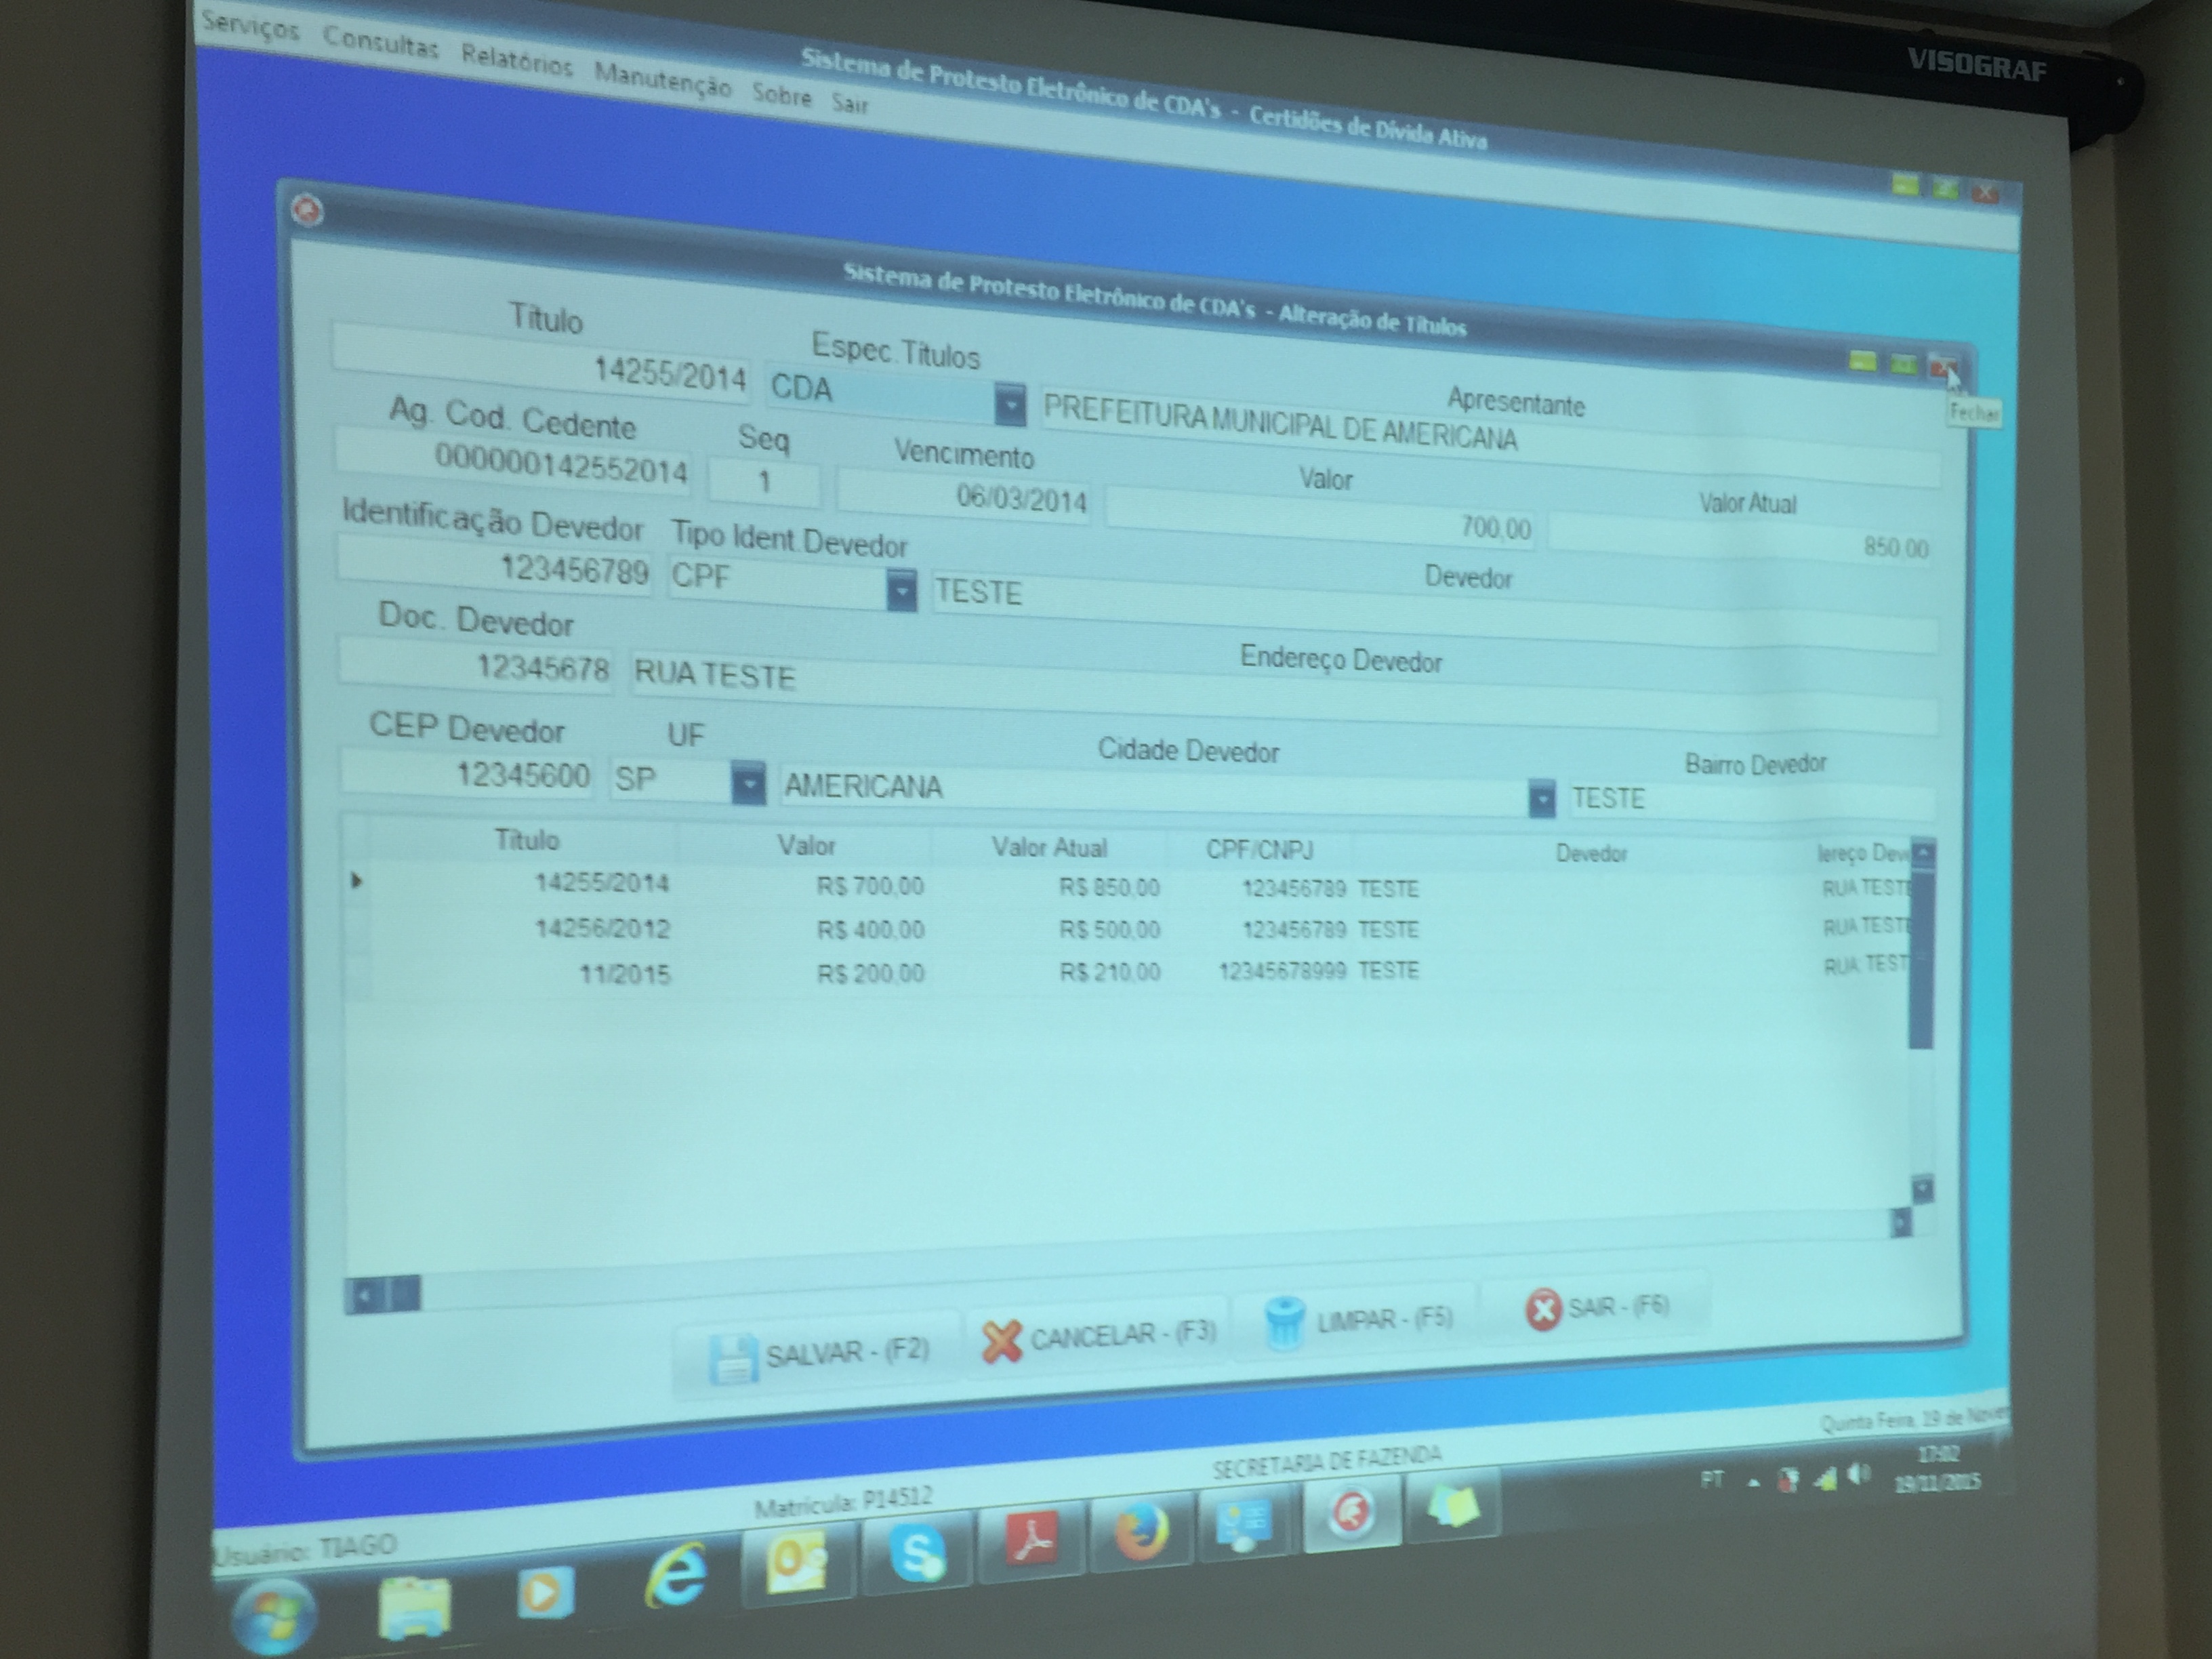 VISOGRAF
Sistema de Protesto Eletrônico de CDA's - Certidões de Dívida Ativa
Serviços Consultas Relatórios Manutenção Sobre Sair
Sistema de Protesto Eletrônico de CDA's - Alteração de Títulos
Fechar
Título Espec.Títulos Apresentante
14255/2014 CDA PREFEITURA MUNICIPAL DE AMERICANA
Ag. Cod. Cedente Seq Vencimento Valor Valor Atual
000000142552014 1 06/03/2014 700,00 850,00
Identificação Devedor Tipo Ident.Devedor Devedor
123456789 CPF TESTE
Doc. Devedor Endereço Devedor
12345678 RUA TESTE
CEP Devedor UF Cidade Devedor Bairro Devedor
12345600 SP AMERICANA TESTE
Título Valor Valor Atual CPF/CNPJ Devedor lereço Deve
14255/2014 R$ 700,00 R$ 850,00 123456789 TESTE RUA TESTE
14256/2012 R$ 400,00 R$ 500,00 123456789 TESTE RUA TESTE
11/2015 R$ 200,00 R$ 210,00 12345678999 TESTE RUA TEST
SALVAR - (F2) CANCELAR - (F3) LIMPAR - (F5) SAIR - (F6)
Usuário: TIAGO Matrícula: P14512 SECRETARIA DE FAZENDA Quinta Feira, 19 de Nover
PT 17:02
19/11/2015